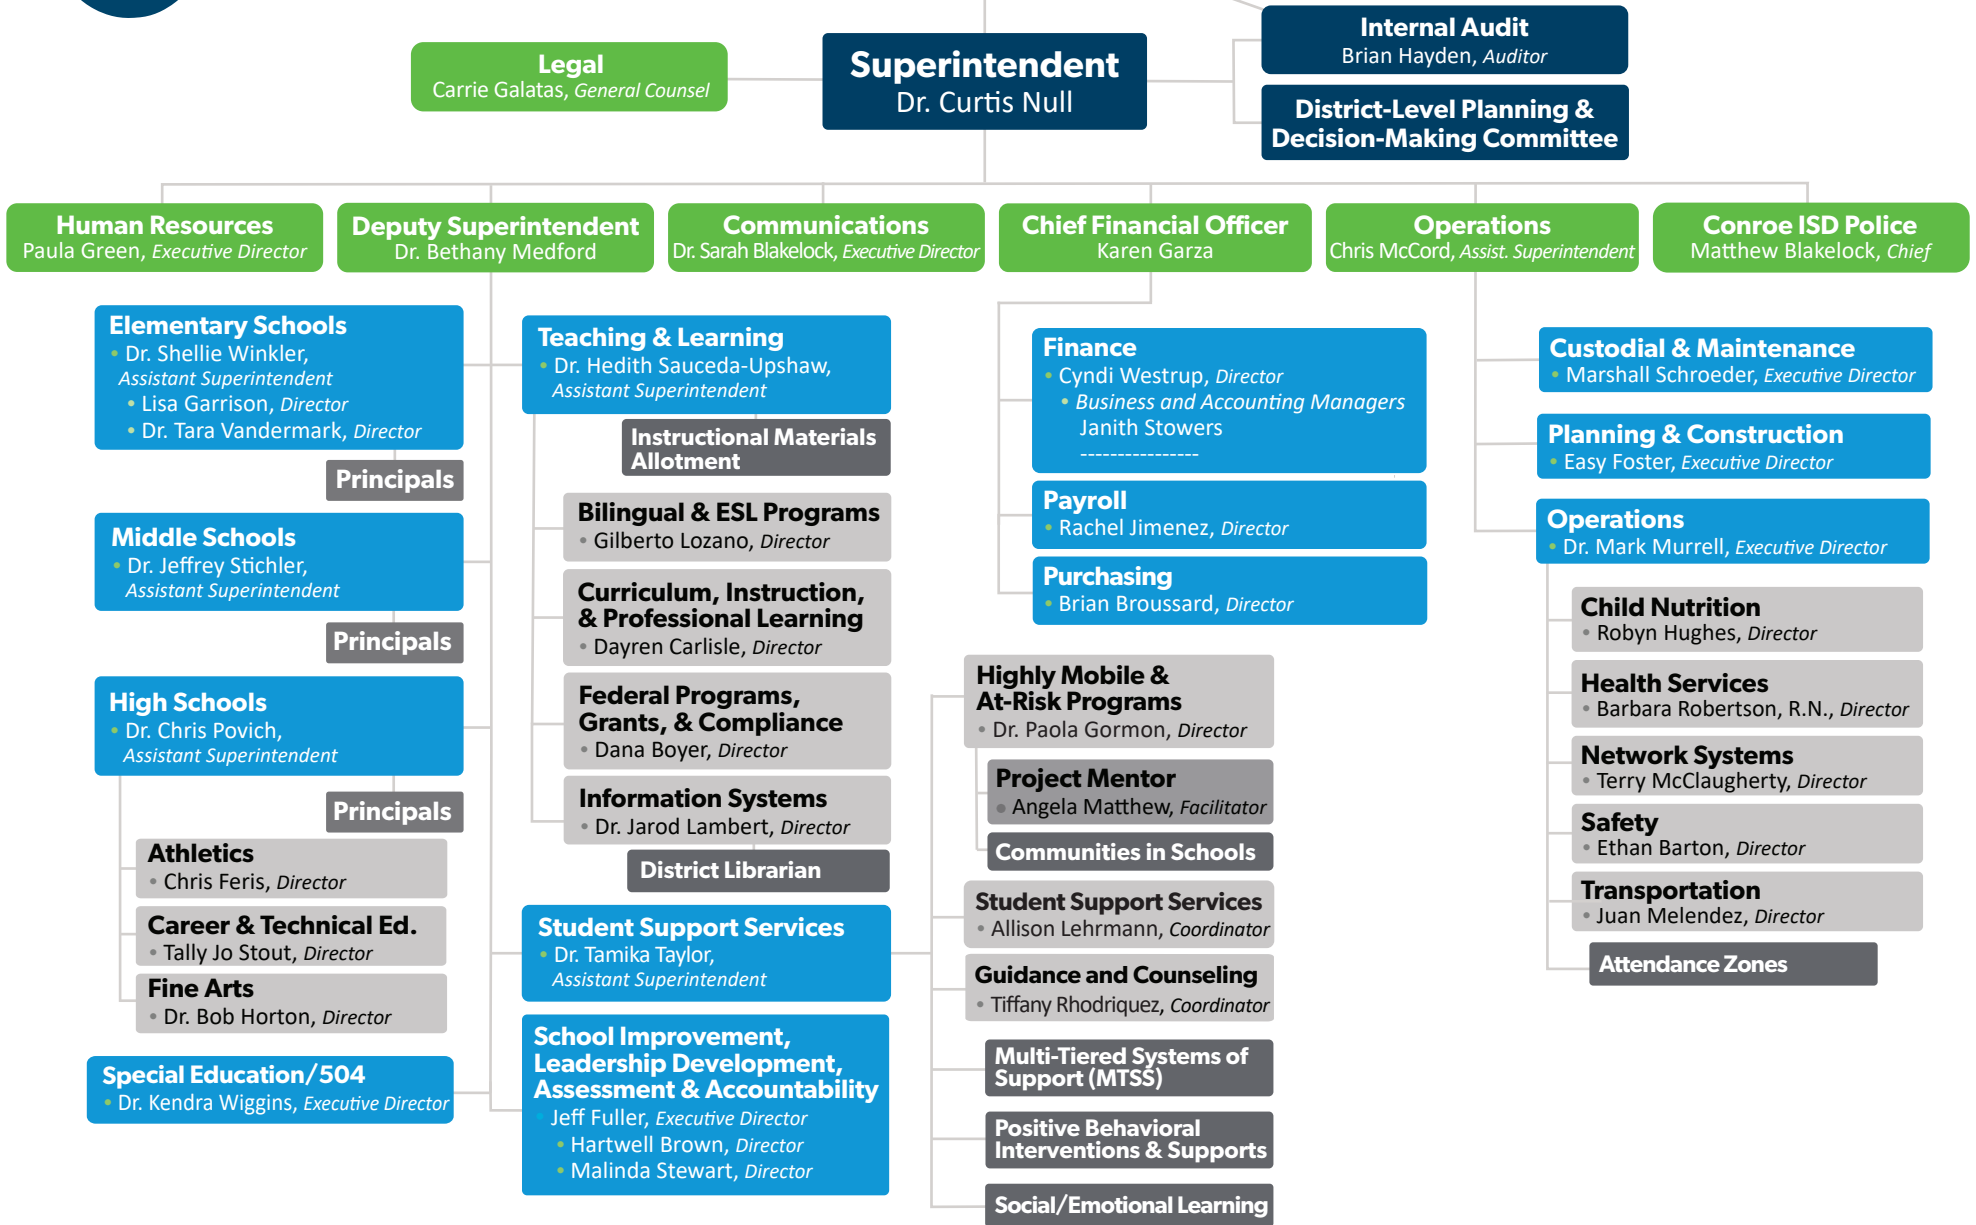 Internal Audit
Brian Hayden, Auditor
Legal
Carrie Galatas, General Counsel
Superintendent
Dr. Curtis Null
District-Level Planning &
Decision-Making Committee
Human Resources
Paula Green, Executive Director
Deputy Superintendent
Dr. Bethany Medford
Communications
Dr. Sarah Blakelock, Executive Director
Chief Financial Officer
Karen Garza
Operations
Chris McCord, Assist. Superintendent
Conroe ISD Police
Matthew Blakelock, Chief
Elementary Schools
• Dr. Shellie Winkler,
Assistant Superintendent
• Lisa Garrison, Director
• Dr. Tara Vandermark, Director
Principals
Middle Schools
• Dr. Jeffrey Stichler,
Assistant Superintendent
Principals
High Schools
• Dr. Chris Povich,
Assistant Superintendent
Principals
Athletics
• Chris Feris, Director
Career & Technical Ed.
• Tally Jo Stout, Director
Fine Arts
• Dr. Bob Horton, Director
Special Education/504
• Dr. Kendra Wiggins, Executive Director
Teaching & Learning
• Dr. Hedith Sauceda-Upshaw,
Assistant Superintendent
Instructional Materials
Allotment
Bilingual & ESL Programs
• Gilberto Lozano, Director
Curriculum, Instruction,
& Professional Learning
• Dayren Carlisle, Director
Federal Programs,
Grants, & Compliance
• Dana Boyer, Director
Information Systems
• Dr. Jarod Lambert, Director
District Librarian
Student Support Services
• Dr. Tamika Taylor,
Assistant Superintendent
School Improvement,
Leadership Development,
Assessment & Accountability
• Jeff Fuller, Executive Director
• Hartwell Brown, Director
• Malinda Stewart, Director
Highly Mobile &
At-Risk Programs
• Dr. Paola Gormon, Director
Project Mentor
• Angela Matthew, Facilitator
Communities in Schools
Student Support Services
• Allison Lehrmann, Coordinator
Guidance and Counseling
• Tiffany Rhodriquez, Coordinator
Multi-Tiered Systems of
Support (MTSS)
Positive Behavioral
Interventions & Supports
Social/Emotional Learning
Finance
• Cyndi Westrup, Director
• Business and Accounting Managers
Janith Stowers
----------------
Payroll
• Rachel Jimenez, Director
Purchasing
• Brian Broussard, Director
Custodial & Maintenance
• Marshall Schroeder, Executive Director
Planning & Construction
• Easy Foster, Executive Director
Operations
• Dr. Mark Murrell, Executive Director
Child Nutrition
• Robyn Hughes, Director
Health Services
• Barbara Robertson, R.N., Director
Network Systems
• Terry McClaugherty, Director
Safety
• Ethan Barton, Director
Transportation
• Juan Melendez, Director
Attendance Zones